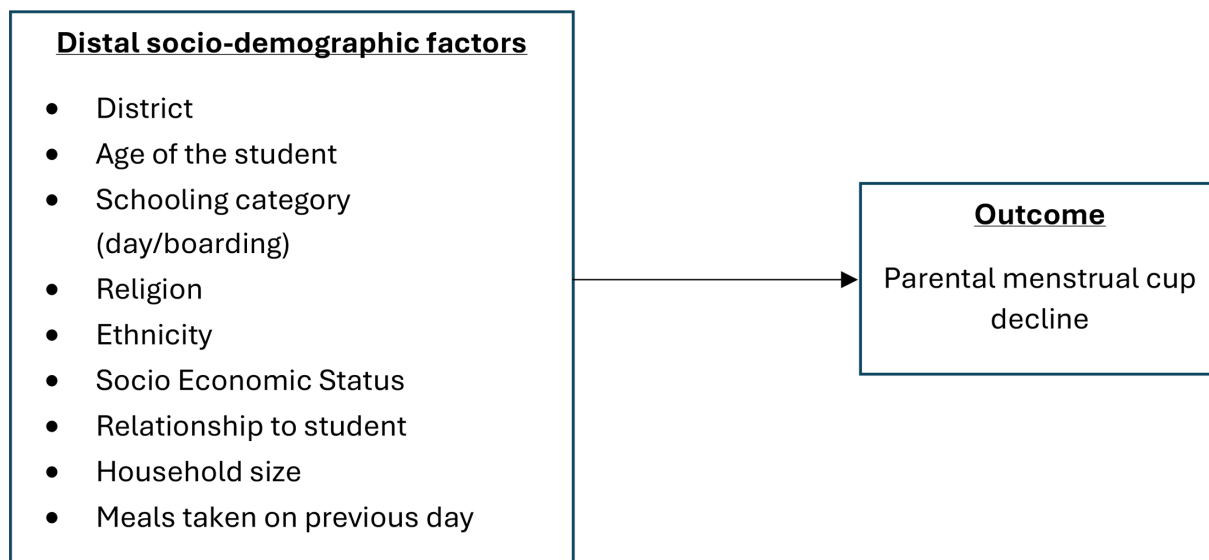 Distal socio-demographic factors
• District
• Age of the student
• Schooling category
(day/boarding)
• Religion
• Ethnicity
• Socio Economic Status
• Relationship to student
• Household size
• Meals taken on previous day
Outcome
Parental menstrual cup
decline